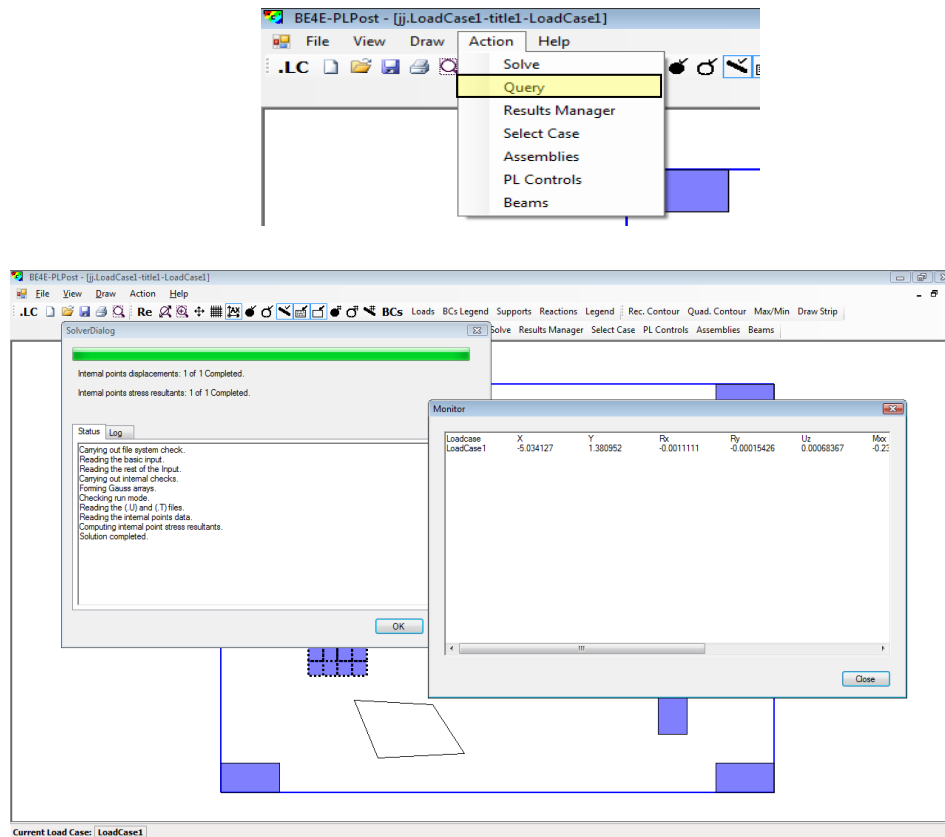 BE4E-PLPost - [jj.LoadCase1-title1-LoadCase1]
File View Draw Action Help
.LC
Solve
Query
Results Manager
Select Case
Assemblies
PL Controls
Beams
BE4E-PLPost - [jj.LoadCase1-title1-LoadCase1]
File View Draw Action Help
.LC Re BCs Loads BCs Legend Supports Reactions Legend Rec. Contour Quad. Contour Max/Min Draw Strip
SolverDialog
Solve Results Manager Select Case PL Controls Assemblies Beams
Internal points displacements: 1 of 1 Completed.
Internal points stress resultants: 1 of 1 Completed.
Status Log
Carrying out file system check.
Reading the basic input.
Reading the rest of the Input.
Carrying out internal checks.
Forming Gauss arrays.
Checking run mode.
Reading the (.U) and (.T) files.
Reading the internal points data.
Computing internal point stress resultants.
Solution completed.
OK
Monitor
Loadcase X Y Rx Ry Uz Mxx
LoadCase1 -5.034127 1.380952 -0.0011111 -0.00015426 0.00068367 -0.23
Close
Current Load Case: LoadCase1